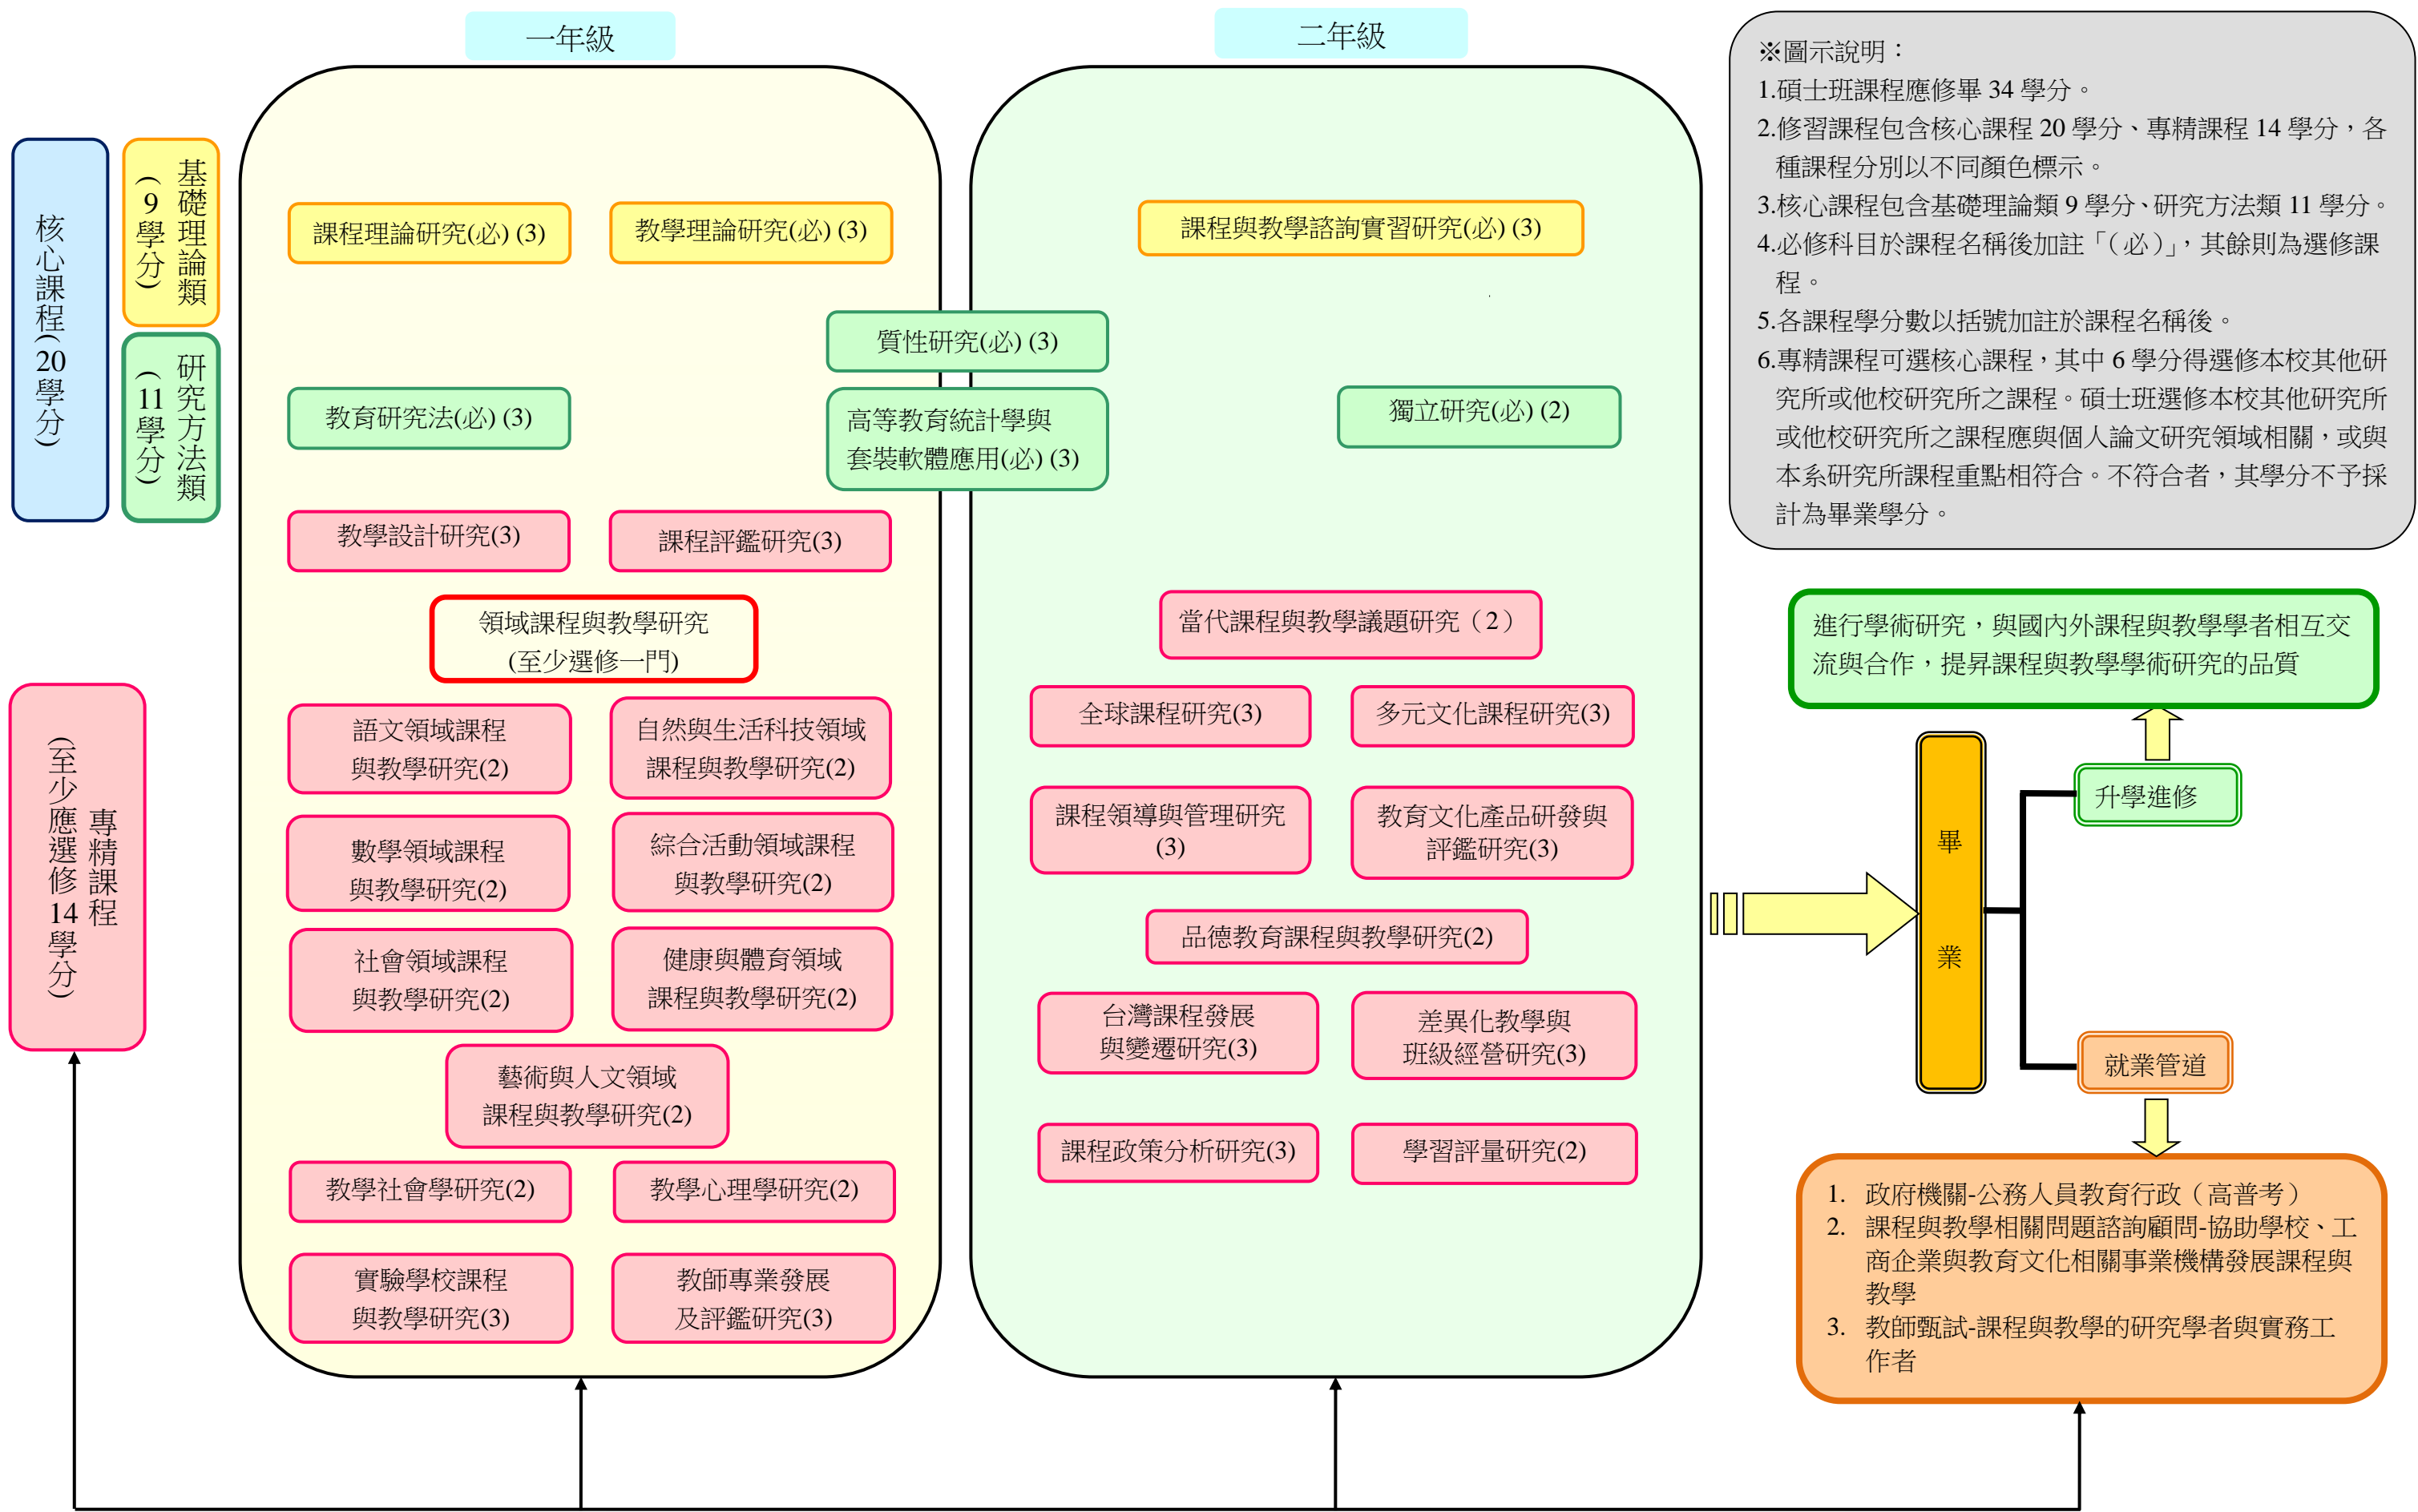 一年級
二年級
※圖示說明：
1.碩士班課程應修畢 34 學分。
2.修習課程包含核心課程 20 學分、專精課程 14 學分，各
種課程分別以不同顏色標示。
3.核心課程包含基礎理論類 9 學分、研究方法類 11 學分。
4.必修科目於課程名稱後加註「（必）」，其餘則為選修課
程。
5.各課程學分數以括號加註於課程名稱後。
6.專精課程可選核心課程，其中 6 學分得選修本校其他研
究所或他校研究所之課程。碩士班選修本校其他研究所
或他校研究所之課程應與個人論文研究領域相關，或與
本系研究所課程重點相符合。不符合者，其學分不予採
計為畢業學分。
核心課程(20學分)
基礎理論類
(9學分)
研究方法類
(11學分)
課程理論研究(必) (3)
教學理論研究(必) (3)
課程與教學諮詢實習研究(必) (3)
質性研究(必) (3)
教育研究法(必) (3)
高等教育統計學與
套裝軟體應用(必) (3)
獨立研究(必) (2)
專精課程
(至少應選修14學分)
教學設計研究(3)
課程評鑑研究(3)
領域課程與教學研究
(至少選修一門)
語文領域課程
與教學研究(2)
自然與生活科技領域
課程與教學研究(2)
數學領域課程
與教學研究(2)
綜合活動領域課程
與教學研究(2)
社會領域課程
與教學研究(2)
健康與體育領域
課程與教學研究(2)
藝術與人文領域
課程與教學研究(2)
教學社會學研究(2)
教學心理學研究(2)
實驗學校課程
與教學研究(3)
教師專業發展
及評鑑研究(3)
當代課程與教學議題研究（2）
全球課程研究(3)
多元文化課程研究(3)
課程領導與管理研究
(3)
教育文化產品研發與
評鑑研究(3)
品德教育課程與教學研究(2)
台灣課程發展
與變遷研究(3)
差異化教學與
班級經營研究(3)
課程政策分析研究(3)
學習評量研究(2)
進行學術研究，與國內外課程與教學學者相互交
流與合作，提昇課程與教學學術研究的品質
升學進修
畢業
就業管道
1. 政府機關-公務人員教育行政（高普考）
2. 課程與教學相關問題諮詢顧問-協助學校、工
商企業與教育文化相關事業機構發展課程與
教學
3. 教師甄試-課程與教學的研究學者與實務工
作者